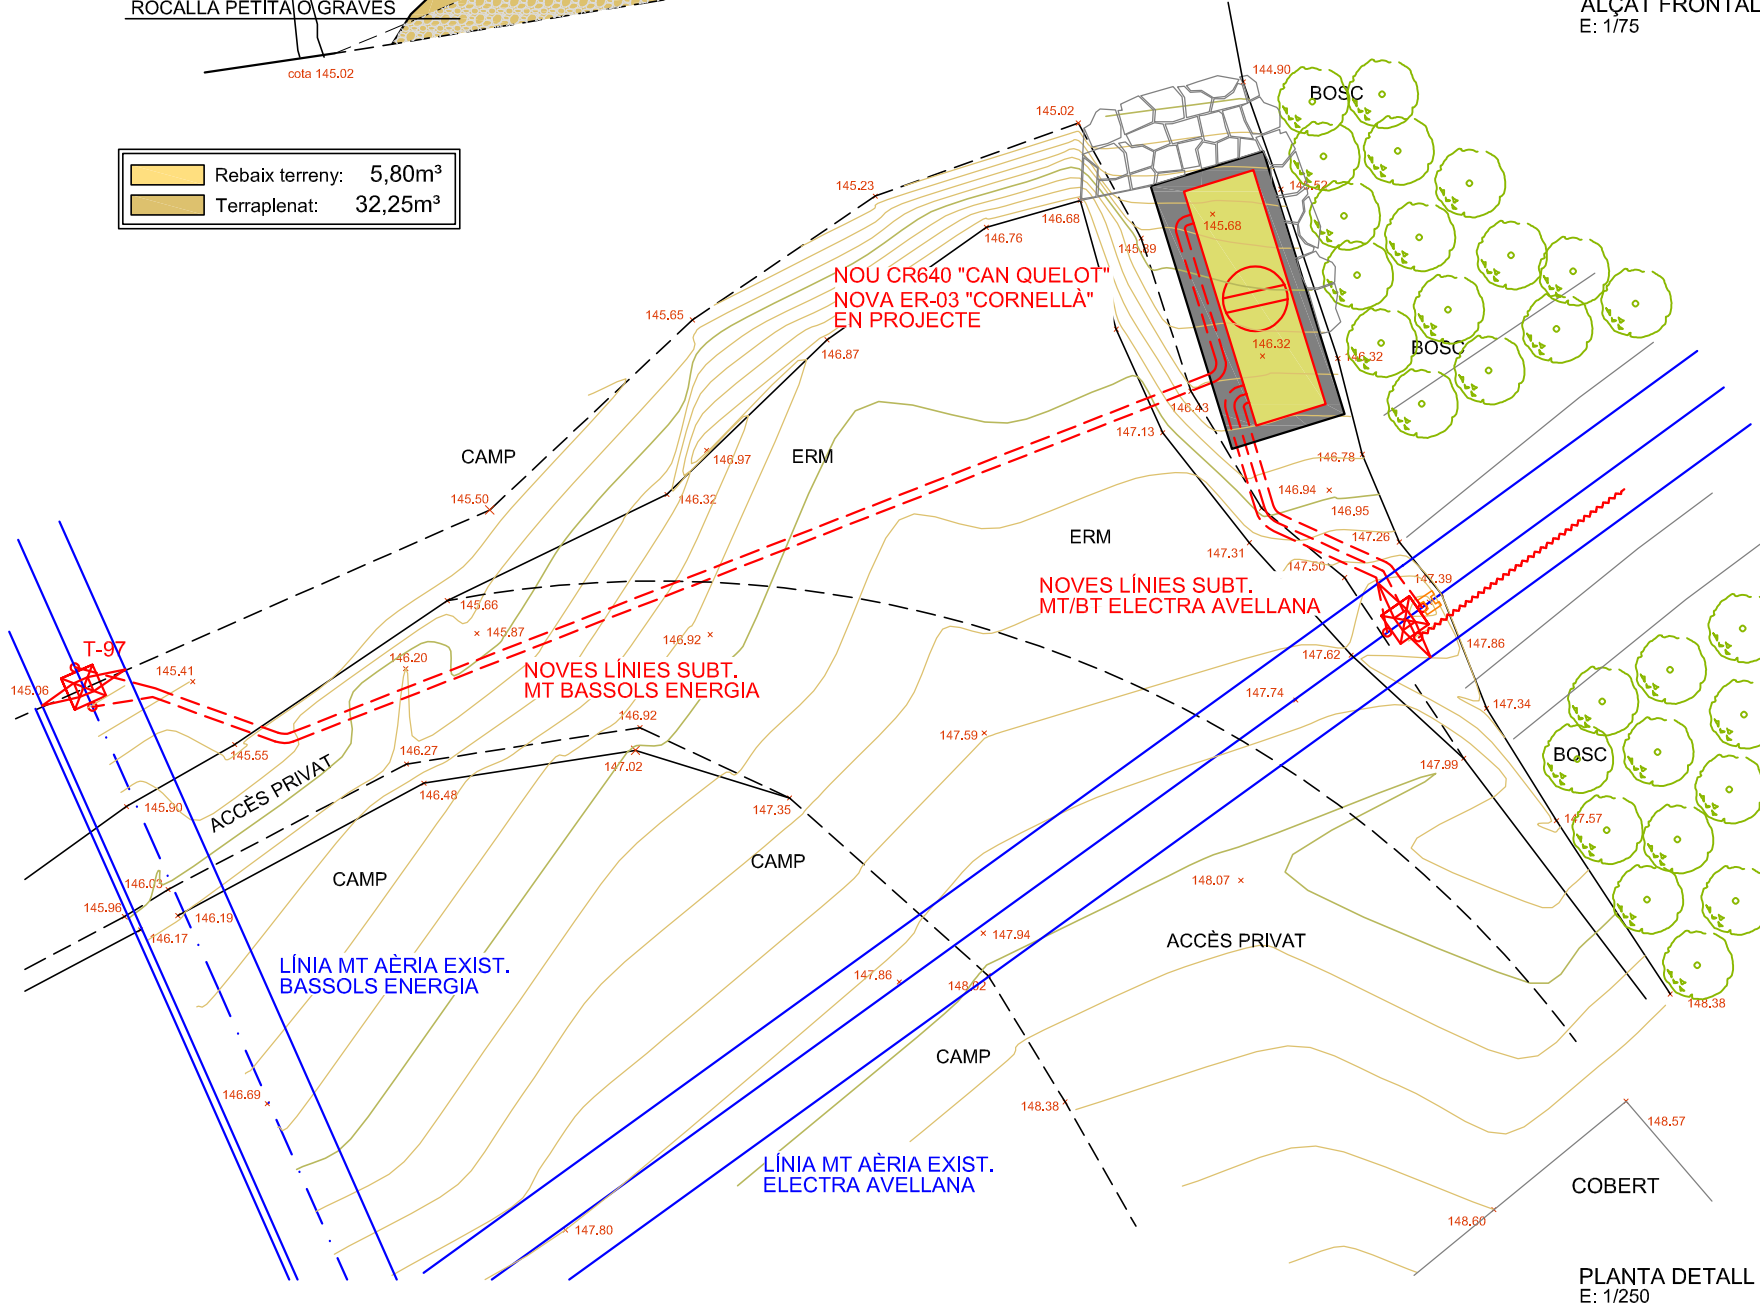 ROCALLA PETITA O GRAVES
ALÇAT FRONTAL
E: 1/75
cota 145.02
144.90
BOSC
145.02
Rebaix terreny: 5,80m³
Terraplenat: 32,25m³
145.23
145.52
146.68
145.68
146.76
145.89
NOU CR640 "CAN QUELOT"
NOVA ER-03 "CORNELLÀ"
EN PROJECTE
145.65
146.87
146.32
146.32
BOSC
146.43
147.13
CAMP
146.97
ERM
146.78
145.50
146.32
146.94
146.95
ERM
147.26
147.31
147.50
147.39
NOVES LÍNIES SUBT.
MT/BT ELECTRA AVELLANA
145.66
145.87
146.92
147.86
T-97
147.62
145.41
146.20
NOVES LÍNIES SUBT.
MT BASSOLS ENERGIA
145.06
147.74
147.34
146.92
147.59
145.55
146.27
147.02
147.99
BOSC
ACCÈS PRIVAT
146.48
145.90
147.35
147.57
CAMP
CAMP
146.03
148.07
145.96
146.19
146.17
147.94
ACCÈS PRIVAT
LÍNIA MT AÈRIA EXIST.
BASSOLS ENERGIA
147.86
148.02
148.38
CAMP
146.69
148.38
148.57
LÍNIA MT AÈRIA EXIST.
ELECTRA AVELLANA
COBERT
148.60
147.80
PLANTA DETALL
E: 1/250